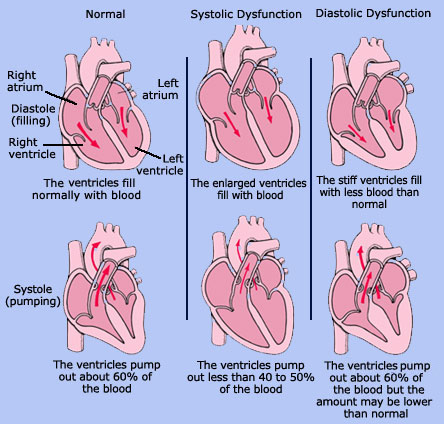 Normal
Systolic Dysfunction
Diastolic Dysfunction
Right
atrium
Left
atrium
Diastole
(filling)
Right
ventricle
Left
ventricle
The ventricles fill
normally with blood
The enlarged ventricles
fill with blood
The stiff ventricles fill
with less blood than
normal
Systole
(pumping)
The ventricles pump
out about 60% of
the blood
The ventricles pump
out less than 40 to 50%
of the blood
The ventricles pump
out about 60% of
the blood but the
amount may be lower
than normal